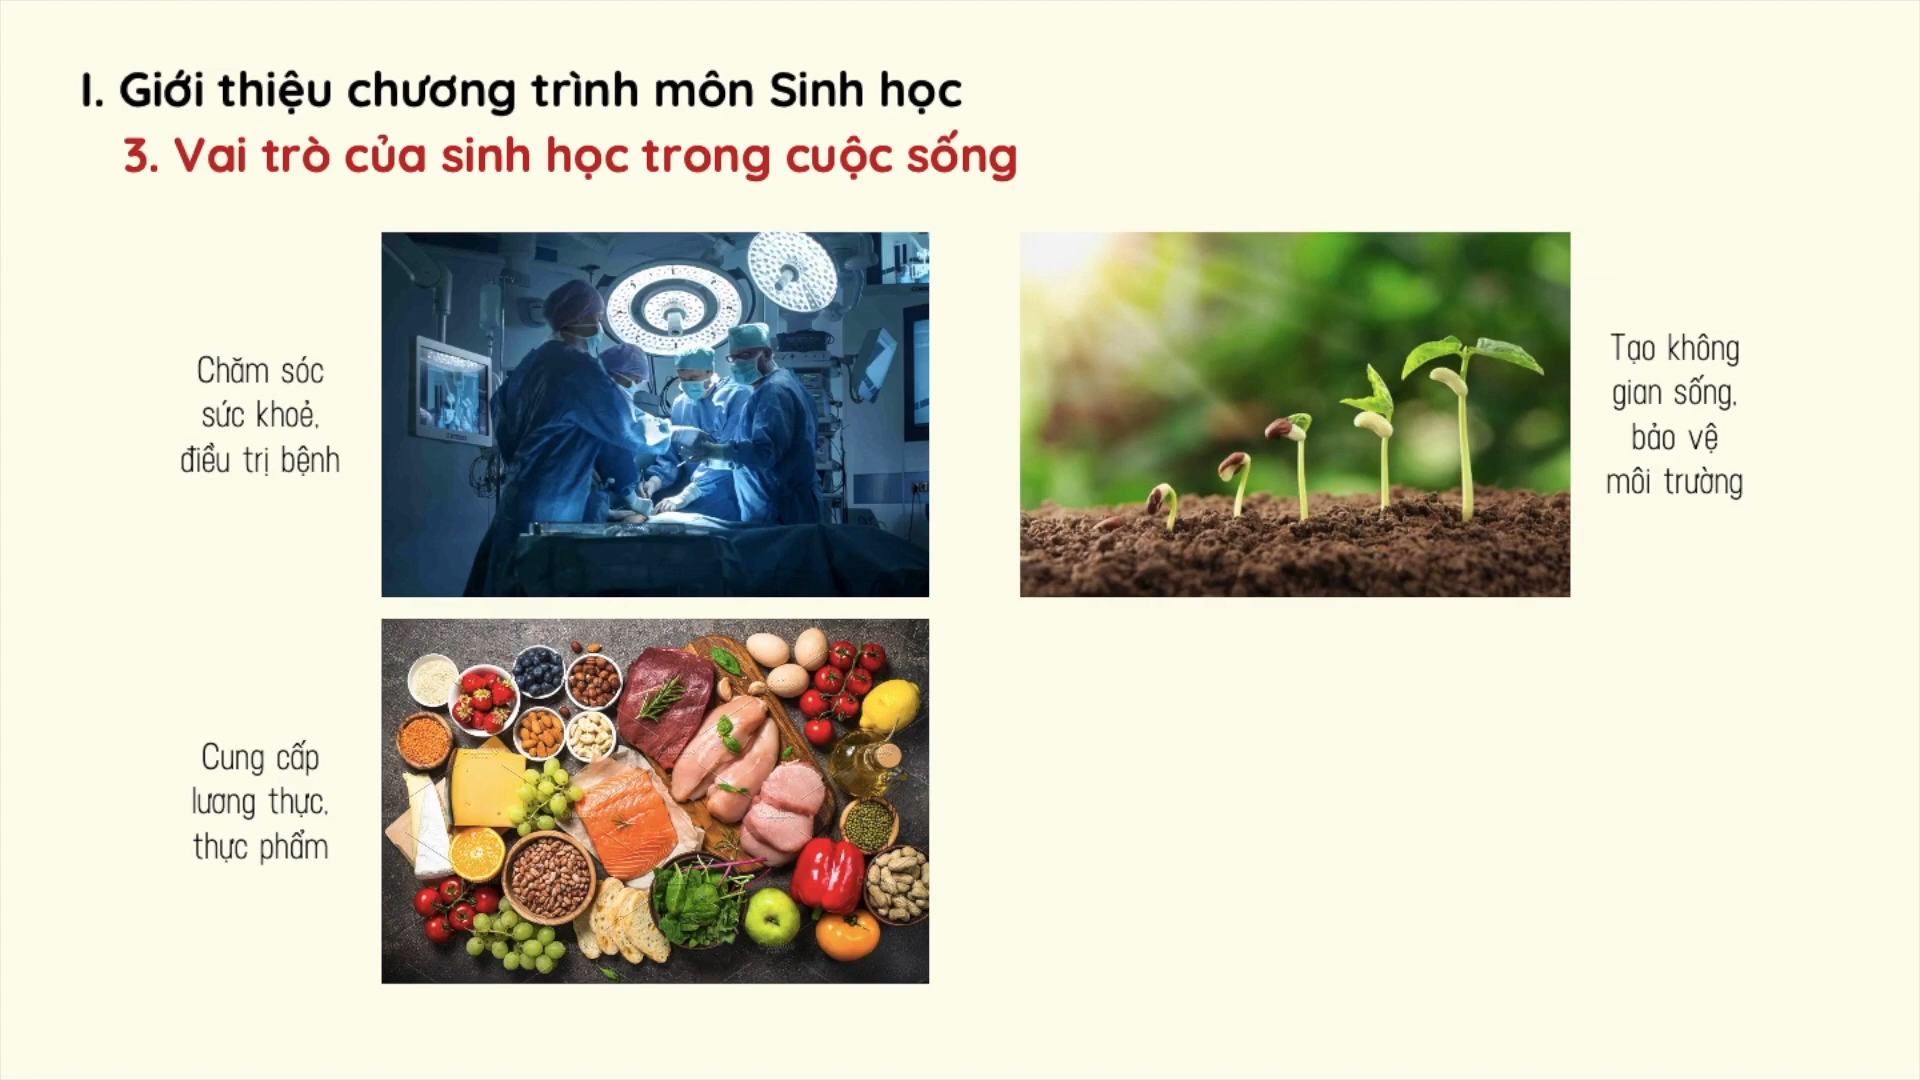 I. Giới thiệu chương trình môn Sinh học
3. Vai trò của sinh học trong cuộc sống
Chăm sóc
sức khoẻ,
điều trị bệnh
Tạo không
gian sống,
bảo vệ
môi trường
Cung cấp
lương thực,
thực phẩm